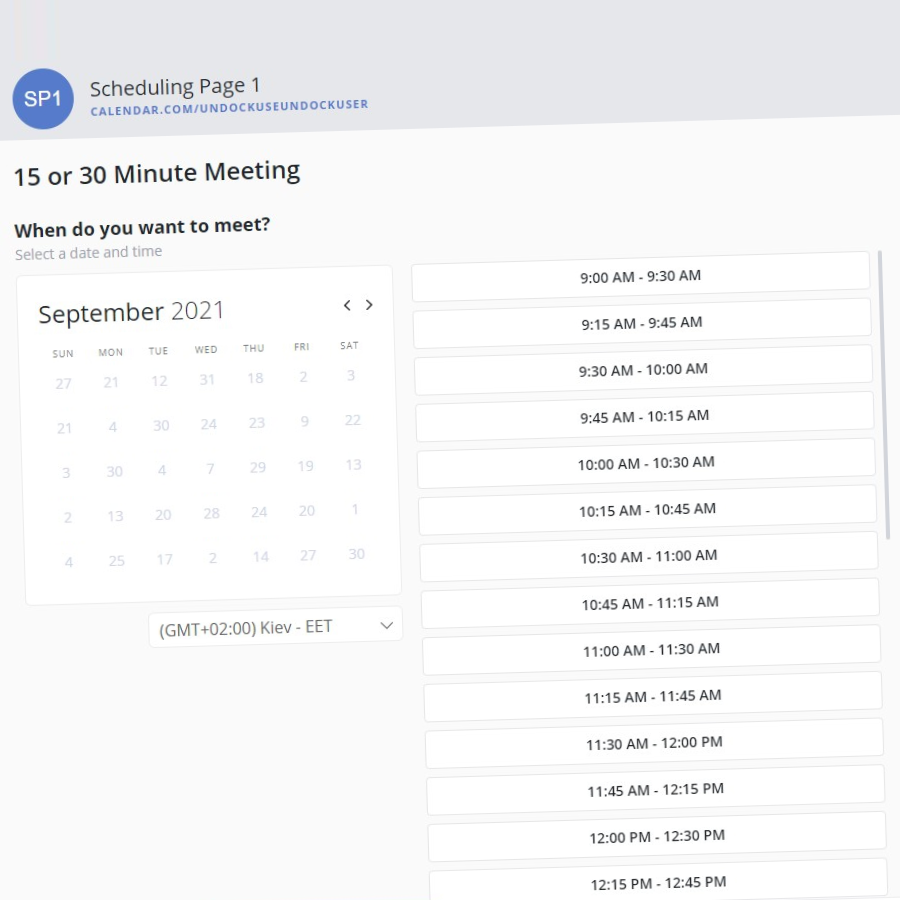 SP1
Scheduling Page 1
CALENDAR.COM/UNDOCKUSEUNDOCKUSER
15 or 30 Minute Meeting
When do you want to meet?
Select a date and time
September 2021
SUN MON TUE WED THU FRI SAT
27 21 12 31 18 2 3
21 4 30 24 23 9 22
3 30 4 7 29 19 13
2 13 20 28 24 20 1
4 25 17 2 14 27 30
(GMT+02:00) Kiev - EET
9:00 AM - 9:30 AM
9:15 AM - 9:45 AM
9:30 AM - 10:00 AM
9:45 AM - 10:15 AM
10:00 AM - 10:30 AM
10:15 AM - 10:45 AM
10:30 AM - 11:00 AM
10:45 AM - 11:15 AM
11:00 AM - 11:30 AM
11:15 AM - 11:45 AM
11:30 AM - 12:00 PM
11:45 AM - 12:15 PM
12:00 PM - 12:30 PM
12:15 PM - 12:45 PM